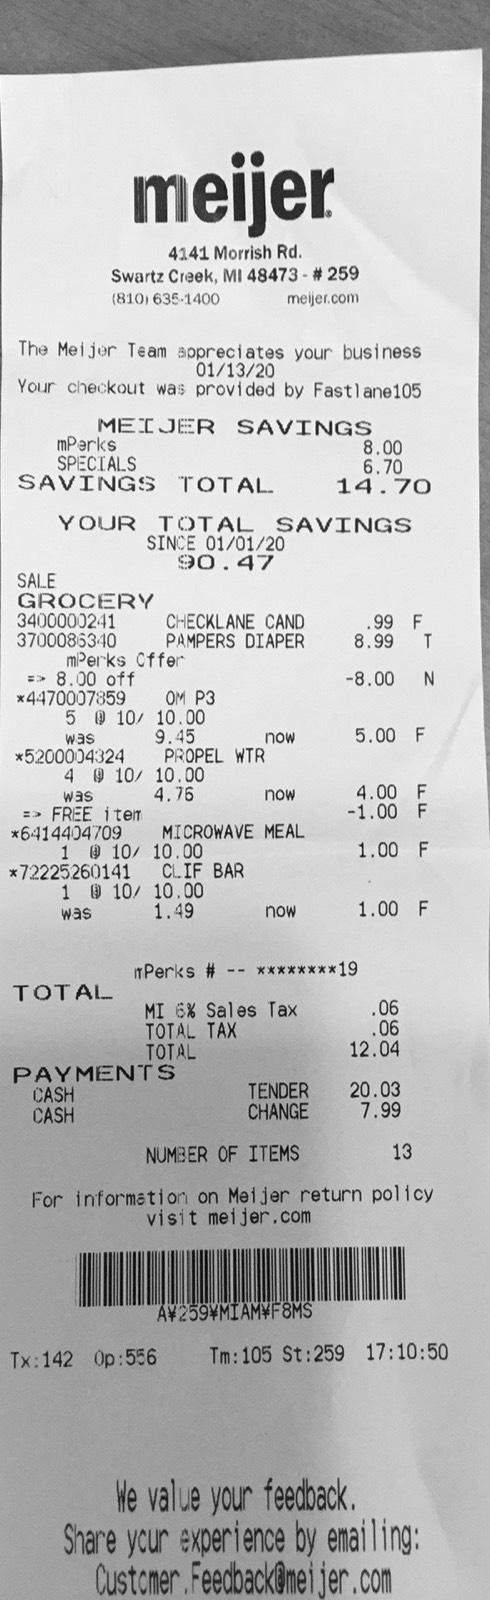 meijer
4141 Morrish Rd.
Swartz Creek, MI 48473 - # 259
(810) 635-1400 meijer.com
The Meijer Team appreciates your business
01/13/20
Your checkout was provided by Fastlane105
MEIJER SAVINGS
mPerks 8.00
SPECIALS 6.70
SAVINGS TOTAL 14.70
YOUR TOTAL SAVINGS
SINCE 01/01/20
90.47
SALE
GROCERY
3400000241 CHECKLANE CAND .99 F
3700086340 PAMPERS DIAPER 8.99 T
mPerks Offer
=> 8.00 off -8.00 N
*4470007859 OM P3
5 @ 10/ 10.00
was 9.45 now 5.00 F
*5200004324 PROPEL WTR
4 @ 10/ 10.00
was 4.76 now 4.00 F
=> FREE item -1.00 F
*6414404709 MICROWAVE MEAL
1 @ 10/ 10.00 1.00 F
*72225260141 CLIF BAR
1 @ 10/ 10.00
was 1.49 now 1.00 F
mPerks # -- ********19
TOTAL
MI 6% Sales Tax .06
TOTAL TAX .06
TOTAL 12.04
PAYMENTS
CASH TENDER 20.03
CASH CHANGE 7.99
NUMBER OF ITEMS 13
For information on Meijer return policy
visit meijer.com
A¥259¥MIAM¥F8MS
Tx:142 Op:556 Tm:105 St:259 17:10:50
We value your feedback.
Share your experience by emailing:
Customer.Feedback@meijer.com